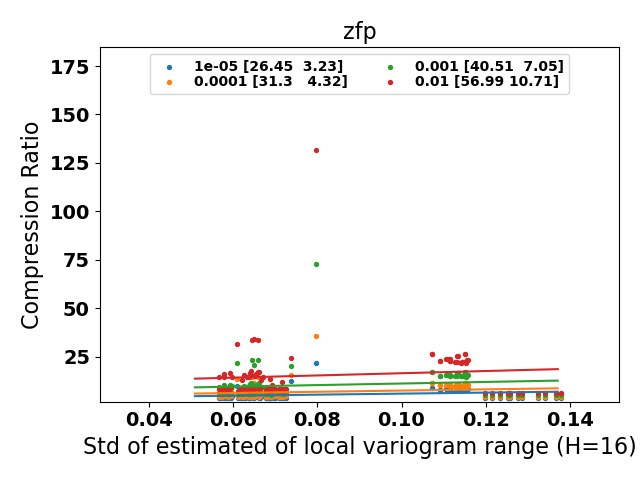 zfp
1e-05 [26.45  3.23]
0.0001 [31.3   4.32]
0.001 [40.51  7.05]
0.01 [56.99 10.71]
Compression Ratio
175
150
125
100
75
50
25
0.04 0.06 0.08 0.10 0.12 0.14
Std of estimated of local variogram range (H=16)